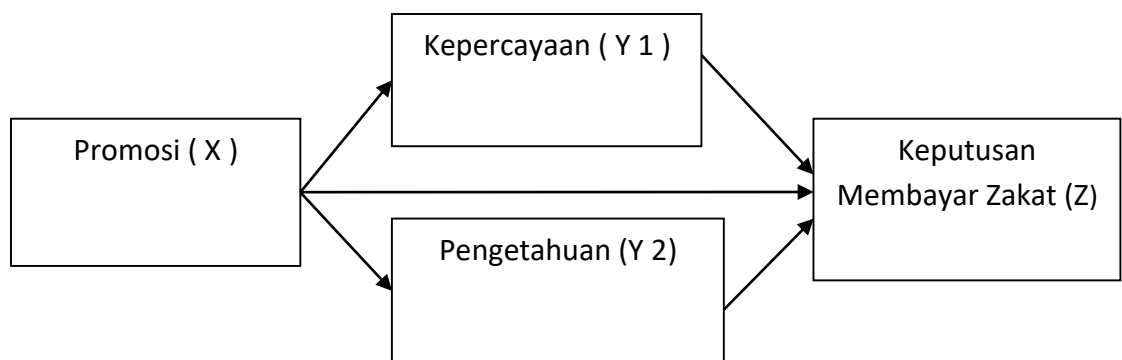 Kepercayaan ( Y 1 )
Promosi ( X )
Keputusan
Membayar Zakat (Z)
Pengetahuan (Y 2)